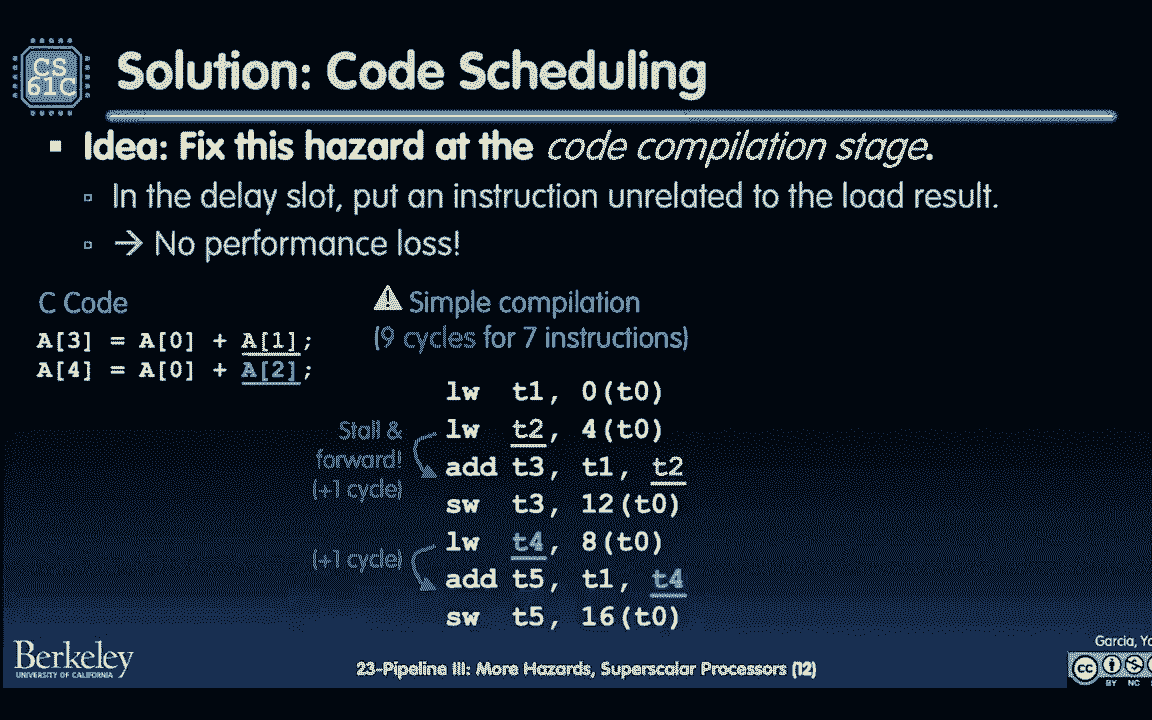 CS
61C
Solution: Code Scheduling
▪ Idea: Fix this hazard at the code compilation stage.
▫ In the delay slot, put an instruction unrelated to the load result.
▫ → No performance loss!
C Code
A[3] = A[0] + A[1];
A[4] = A[0] + A[2];
Simple compilation
(9 cycles for 7 instructions)
lw t1, 0(t0)
lw t2, 4(t0)
add t3, t1, t2
sw t3, 12(t0)
lw t4, 8(t0)
add t5, t1, t4
sw t5, 16(t0)
Stall &
forward!
(+1 cycle)
(+1 cycle)
Berkeley
UNIVERSITY OF CALIFORNIA
23-Pipeline III: More Hazards, Superscalar Processors (12)
Garcia, Yo
cc
BY NC